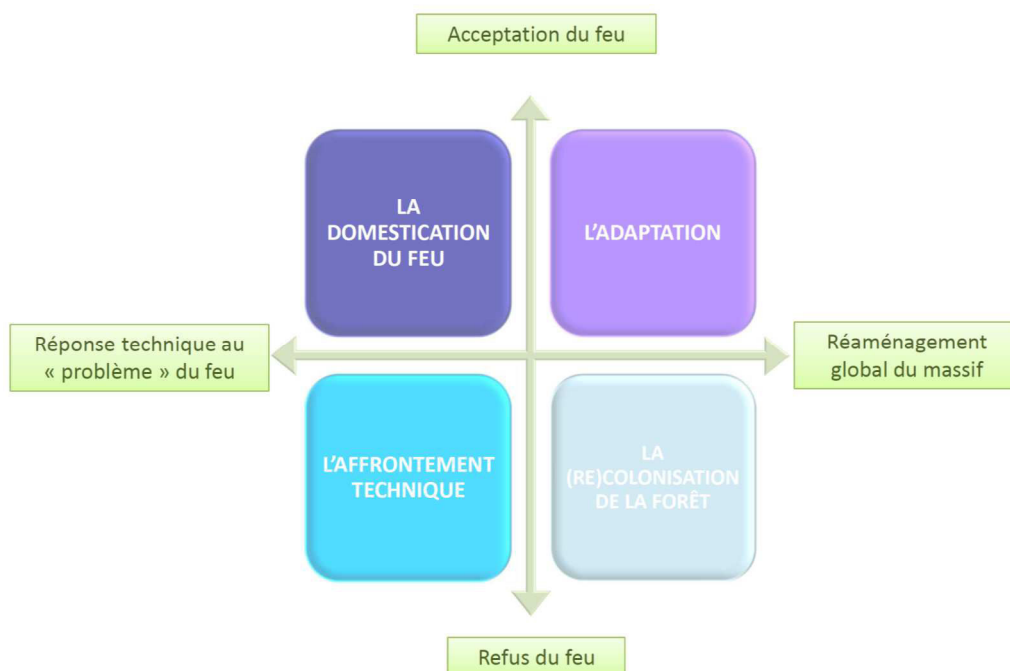 Acceptation du feu
LA
DOMESTICATION
DU FEU
L'ADAPTATION
Réponse technique au
« problème » du feu
Réaménagement
global du massif
L'AFFRONTEMENT
TECHNIQUE
LA
(RE)COLONISATION
DE LA FORÊT
Refus du feu